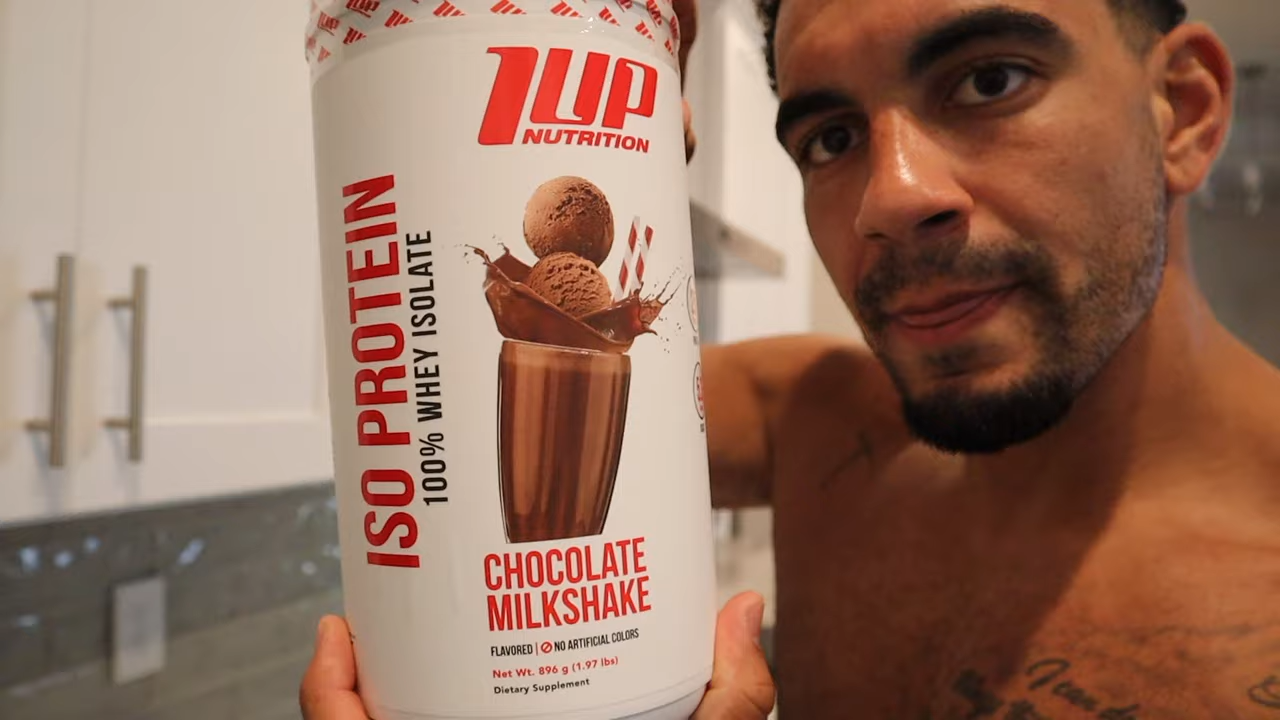 1UP
1UP
NUTRITION
ISO PROTEIN
100% WHEY ISOLATE
CHOCOLATE
MILKSHAKE
FLAVORED | NO ARTIFICIAL COLORS
Net Wt. 896 g (1.97 lbs)
Dietary Supplement